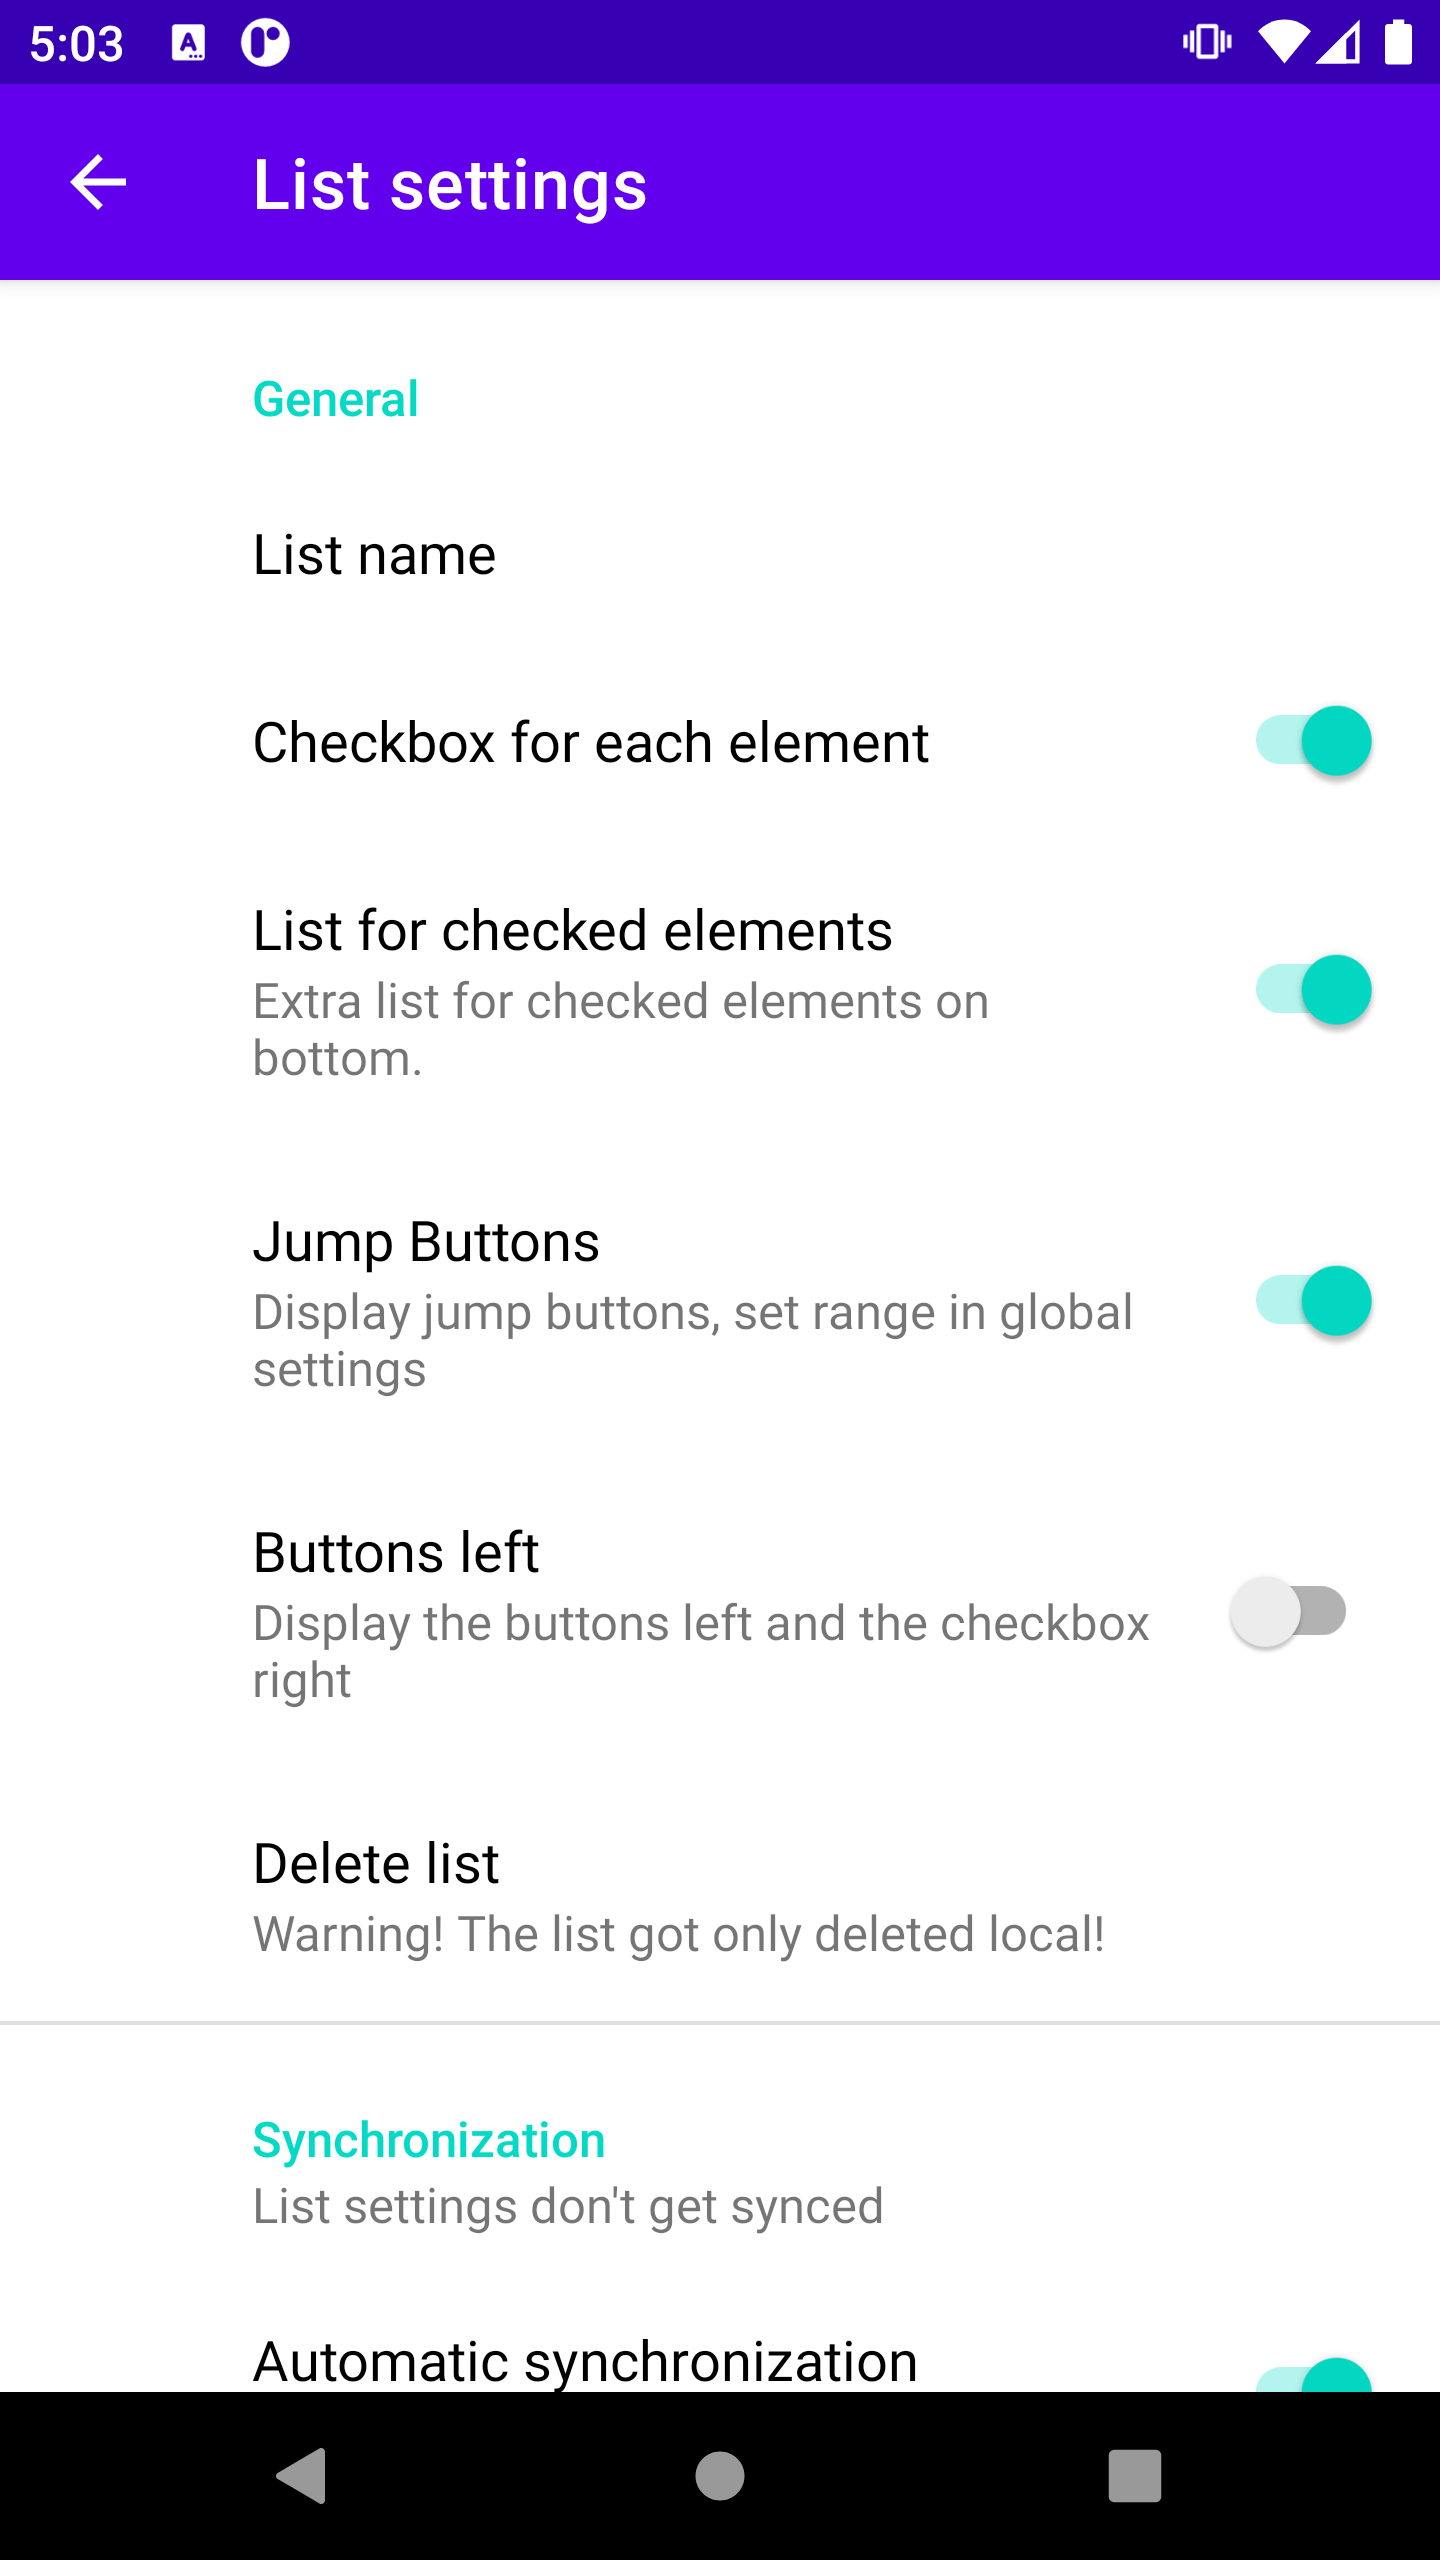 5:03
List settings
General
List name
Checkbox for each element
List for checked elements
Extra list for checked elements on
bottom.
Jump Buttons
Display jump buttons, set range in global
settings
Buttons left
Display the buttons left and the checkbox
right
Delete list
Warning! The list got only deleted local!
Synchronization
List settings don't get synced
Automatic synchronization